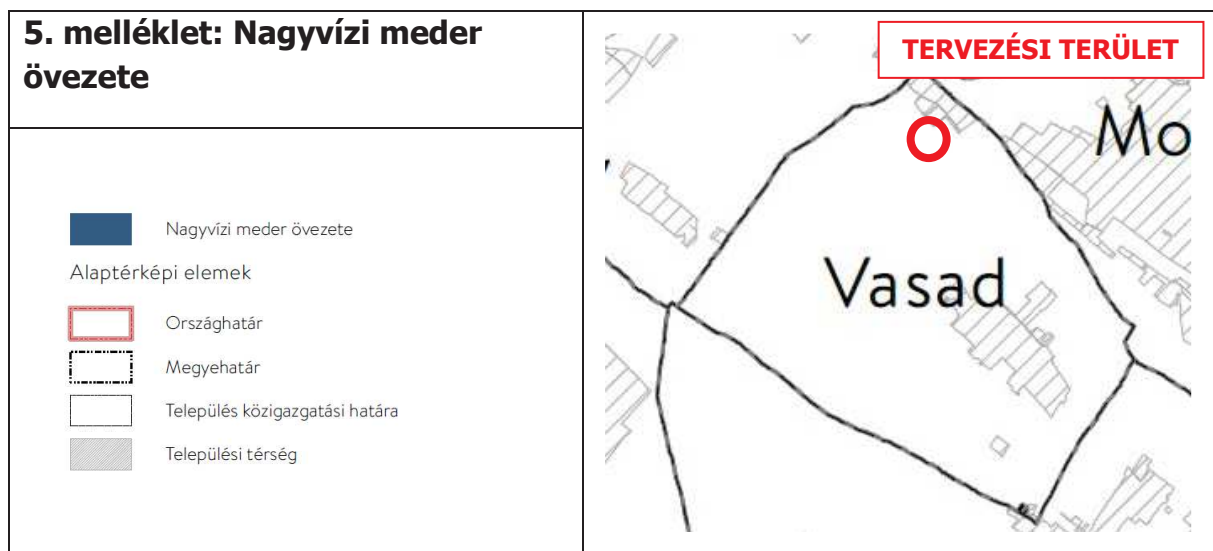 5. melléklet: Nagyvízi meder
övezete
Nagyvízi meder övezete
Alaptérképi elemek
Országhatár
Megyehatár
Település közigazgatási határa
Települési térség
TERVEZÉSI TERÜLET
Mo
Vasad